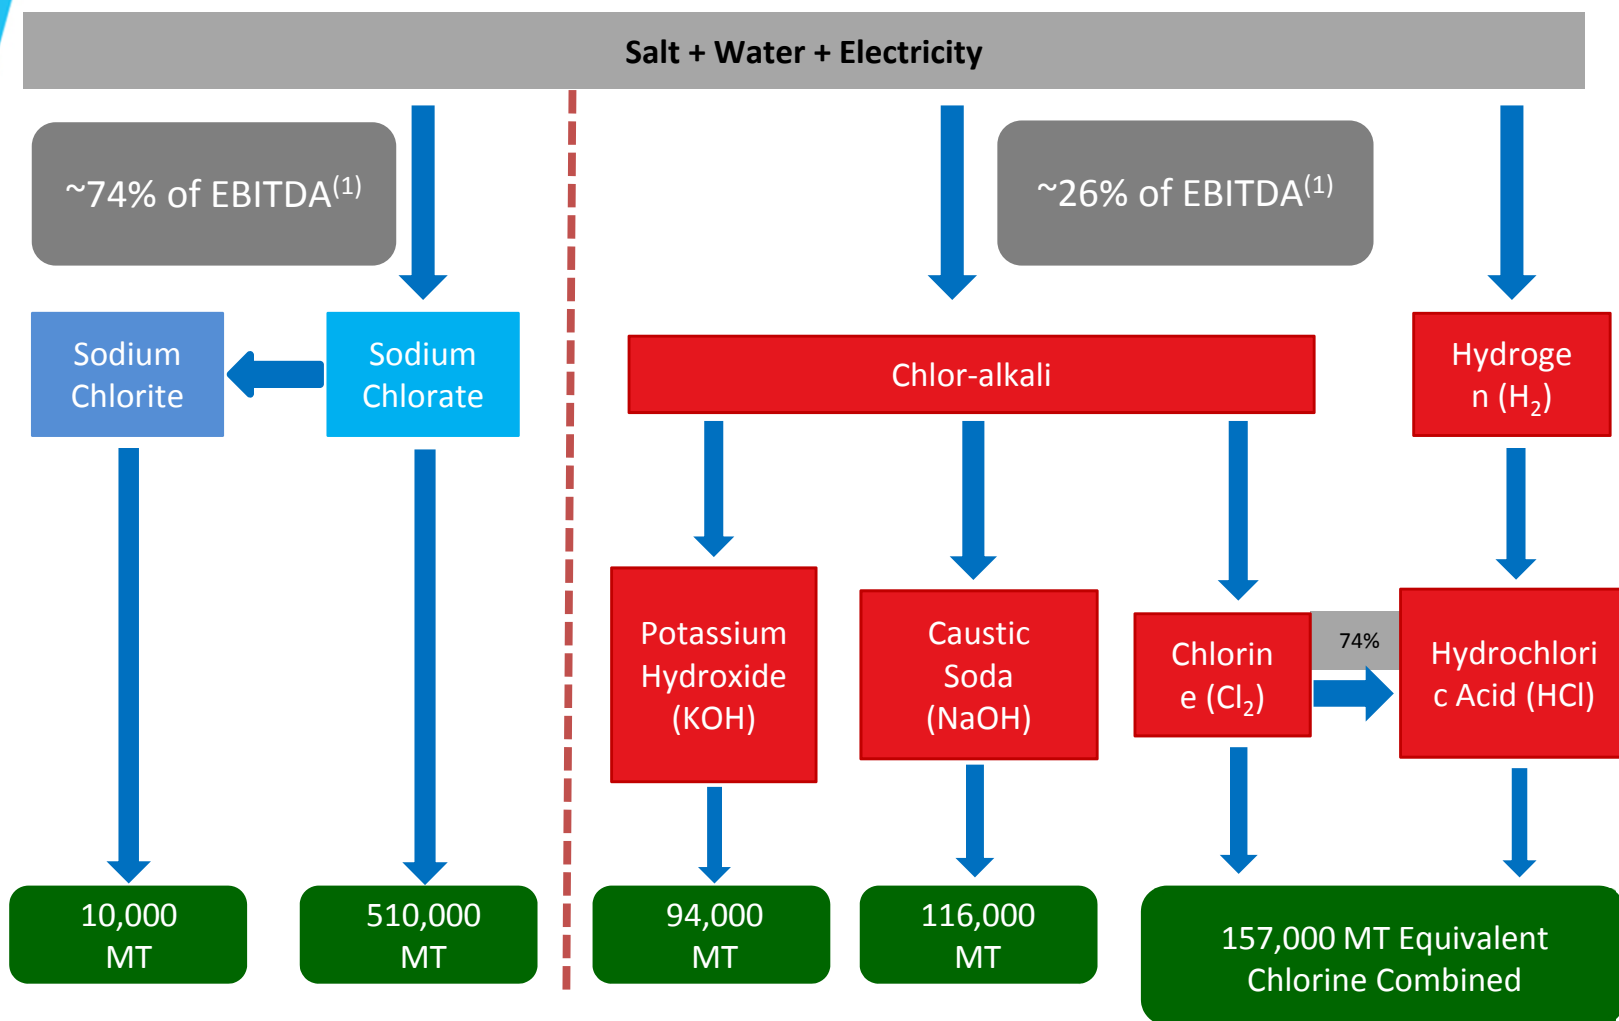 Salt + Water + Electricity
~74% of EBITDA(1)
~26% of EBITDA(1)
Sodium
Chlorite
Sodium
Chlorate
Chlor-alkali
Hydroge
n (H2)
Potassium
Hydroxide
(KOH)
Caustic
Soda
(NaOH)
Chlorin
e (Cl2)
74%
Hydrochlori
c Acid (HCl)
10,000
MT
510,000
MT
94,000
MT
116,000
MT
157,000 MT Equivalent
Chlorine Combined